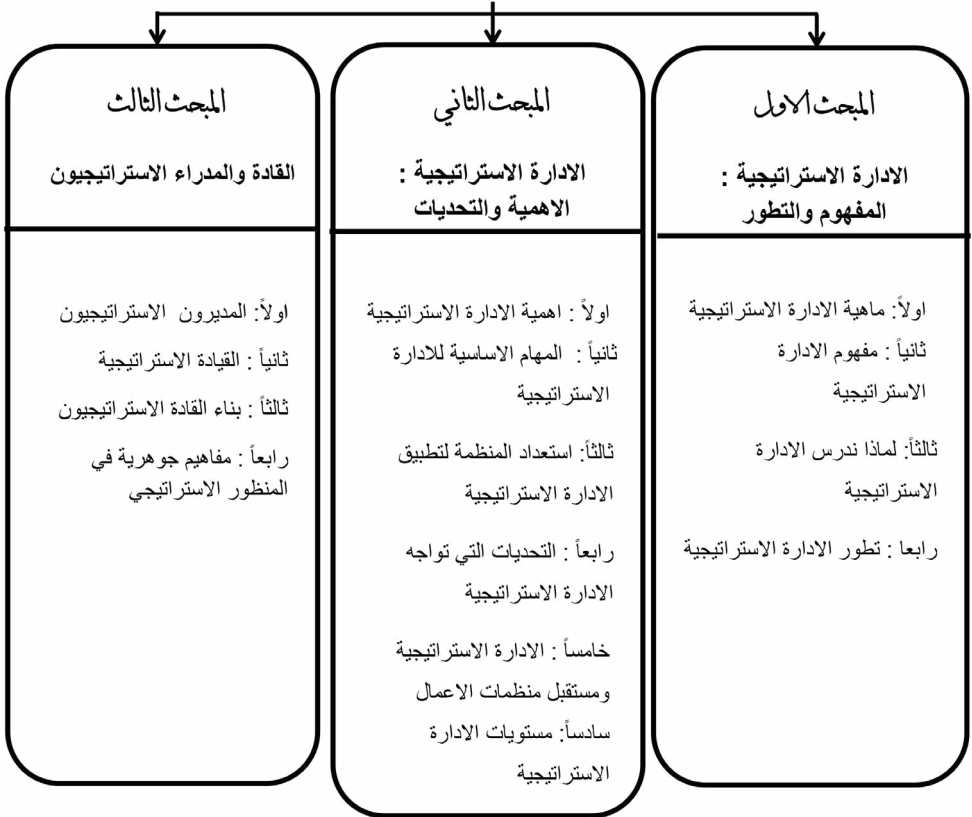 المبحث الاول
الادارة الاستراتيجية :
المفهوم والتطور
اولاً: ماهية الادارة الاستراتيجية
ثانياً : مفهوم الادارة
الاستراتيجية
ثالثاً: لماذا ندرس الادارة
الاستراتيجية
رابعا : تطور الادارة الاستراتيجية
المبحث الثاني
الادارة الاستراتيجية :
الاهمية والتحديات
اولاً : اهمية الادارة الاستراتيجية
ثانياً : المهام الاساسية للادارة
الاستراتيجية
ثالثاً: استعداد المنظمة لتطبيق
الادارة الاستراتيجية
رابعاً : التحديات التي تواجه
الادارة الاستراتيجية
خامساً : الادارة الاستراتيجية
ومستقبل منظمات الاعمال
سادساً: مستويات الادارة
الاستراتيجية
المبحث الثالث
القادة والمدراء الاستراتيجيون
اولاً: المديرون الاستراتيجيون
ثانياً : القيادة الاستراتيجية
ثالثاً : بناء القادة الاستراتيجيون
رابعاً : مفاهيم جوهرية في
المنظور الاستراتيجي